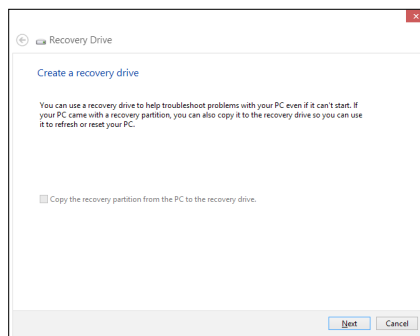 Recovery Drive
Create a recovery drive
You can use a recovery drive to help troubleshoot problems with your PC even if it can't start. If
your PC came with a recovery partition, you can also copy it to the recovery drive so you can use
it to refresh or reset your PC.
Copy the recovery partition from the PC to the recovery drive.
Next Cancel